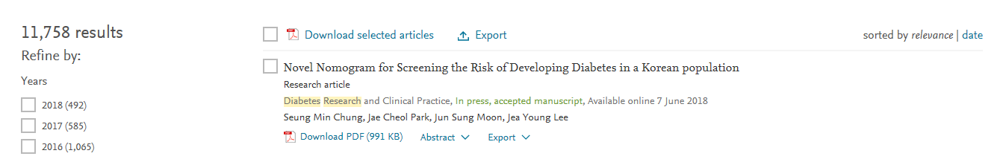 11,758 results
Refine by:
Years
2018 (492)
2017 (585)
2016 (1,065)
Download selected articles Export sorted by relevance | date
Novel Nomogram for Screening the Risk of Developing Diabetes in a Korean population
Research article
Diabetes Research and Clinical Practice, In press, accepted manuscript, Available online 7 June 2018
Seung Min Chung, Jae Cheol Park, Jun Sung Moon, Jea Young Lee
Download PDF (991 KB) Abstract Export